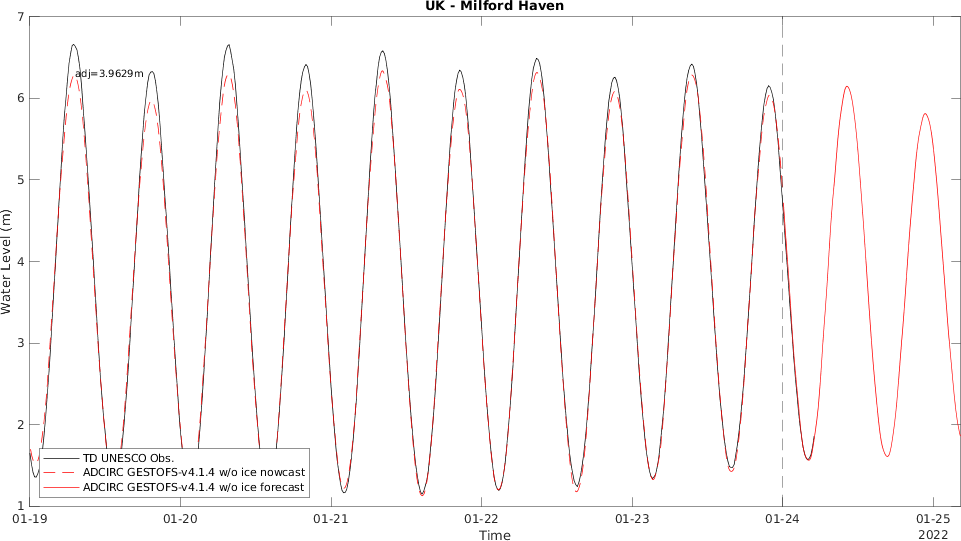 UK - Milford Haven
7
6
5
4
3
2
1
Water Level (m)
adj=3.9629m
TD UNESCO Obs.
ADCIRC GESTOFS-v4.1.4 w/o ice nowcast
ADCIRC GESTOFS-v4.1.4 w/o ice forecast
01-19 01-20 01-21 01-22 01-23 01-24 01-25
Time
2022